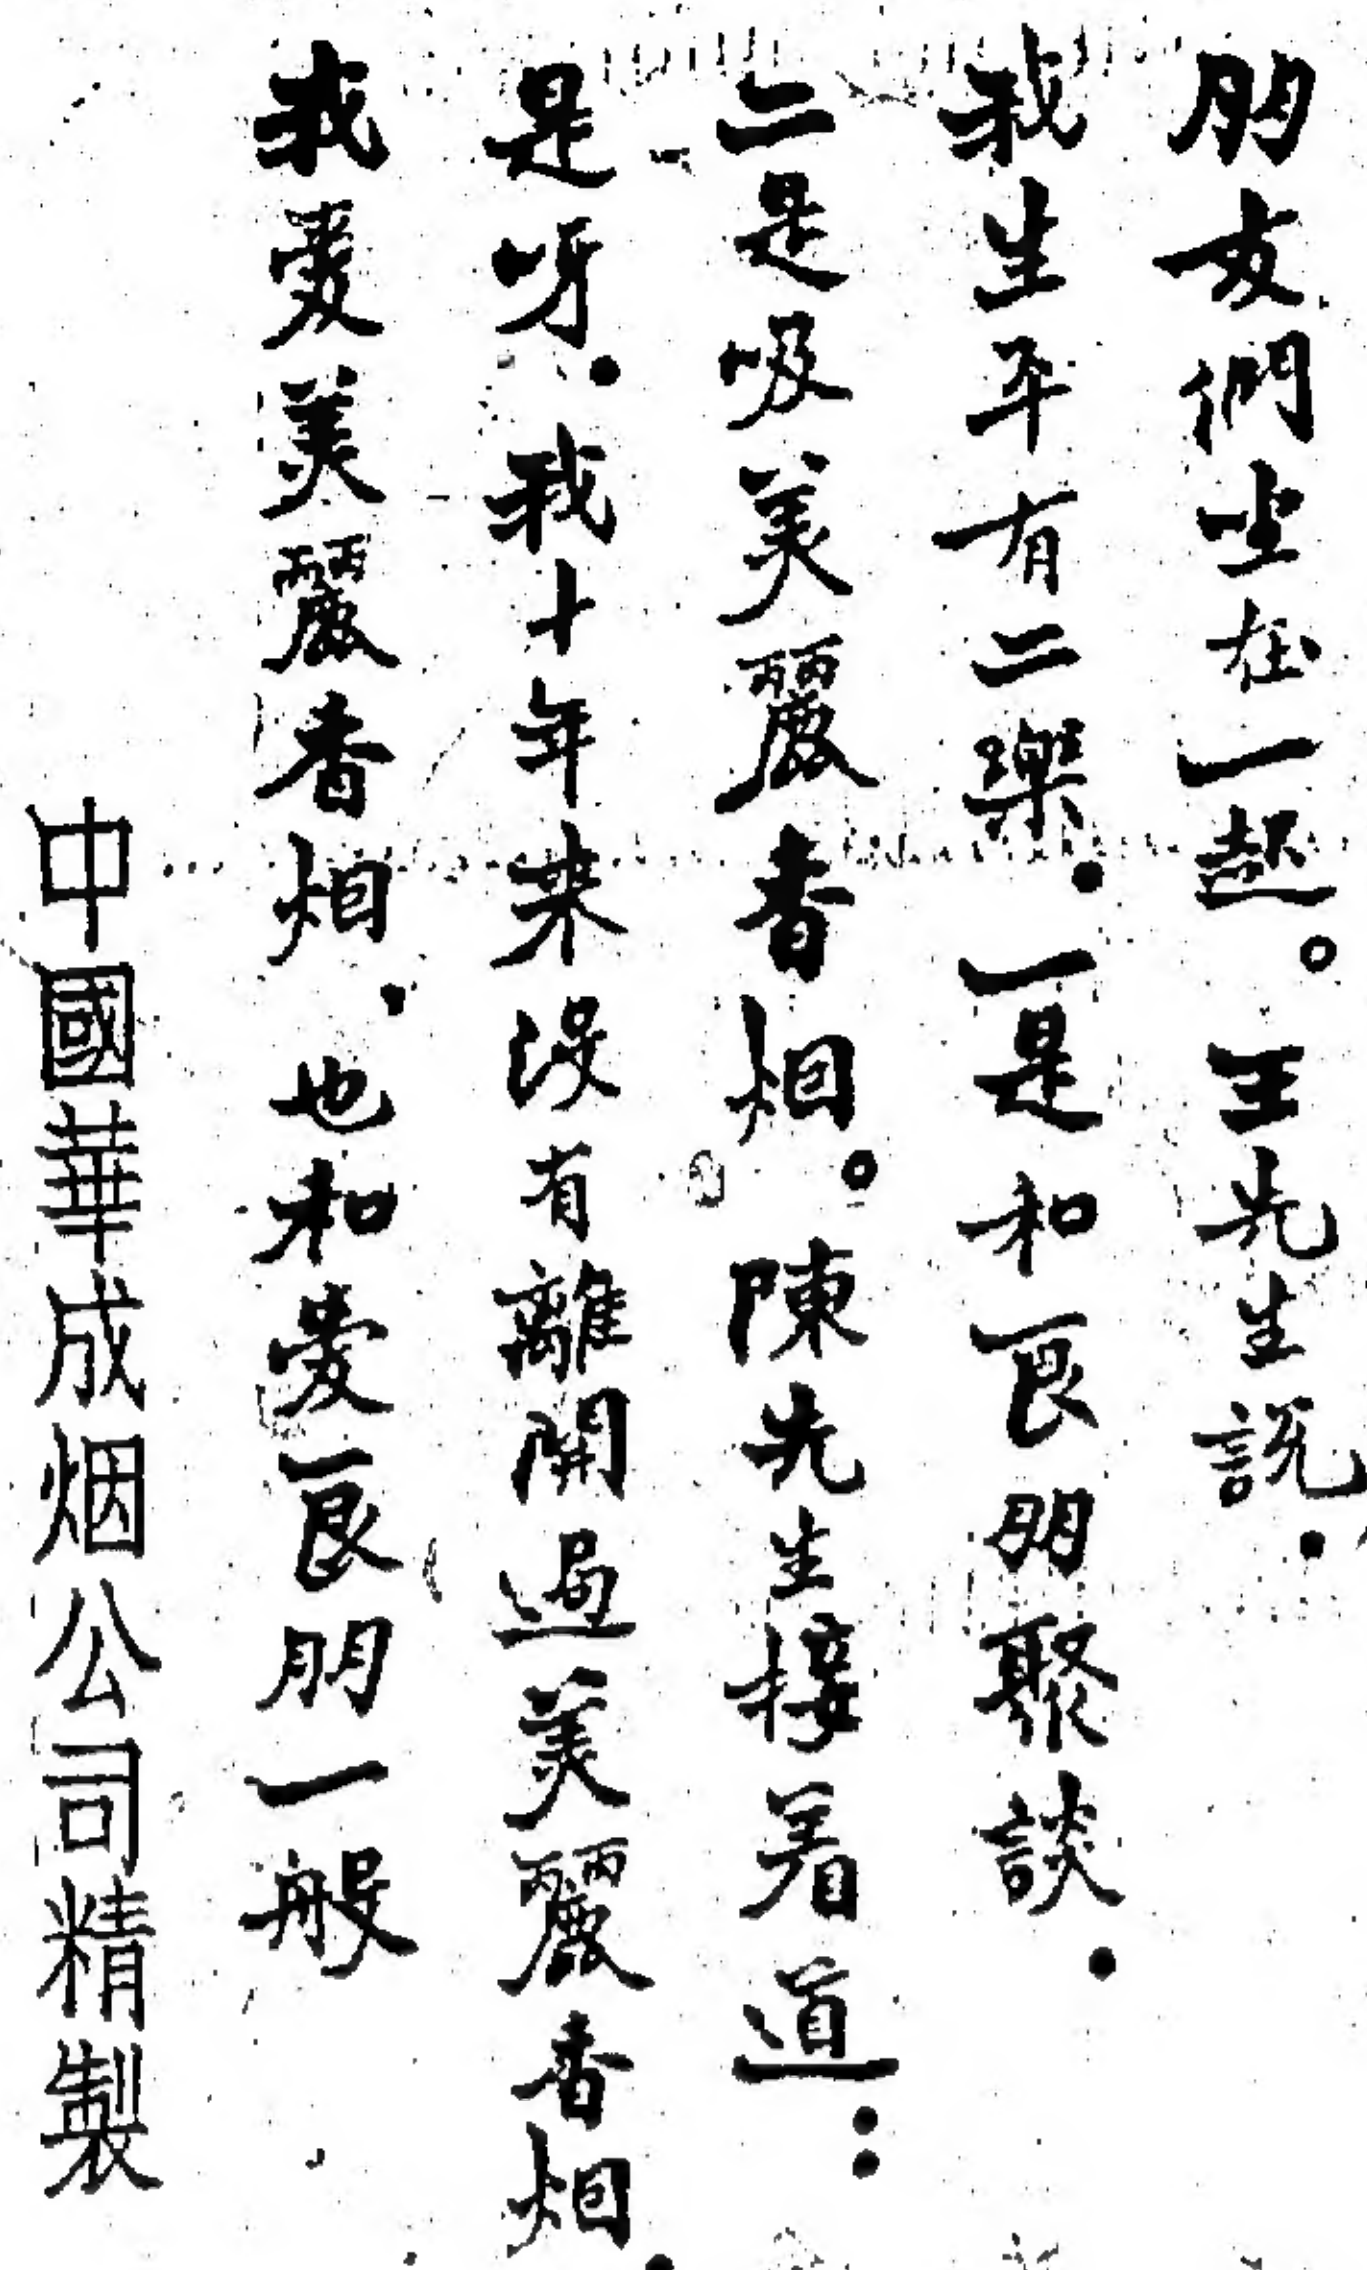 朋友們坐在一起。王先生説.
我生平有二樂.一是和良朋聚談.
二是吸美麗香烟。陳先生接着道:
是呀.我十年來没有離開過美麗香烟.
我愛美麗香烟.也和愛良朋一般
中國華成烟公司精製